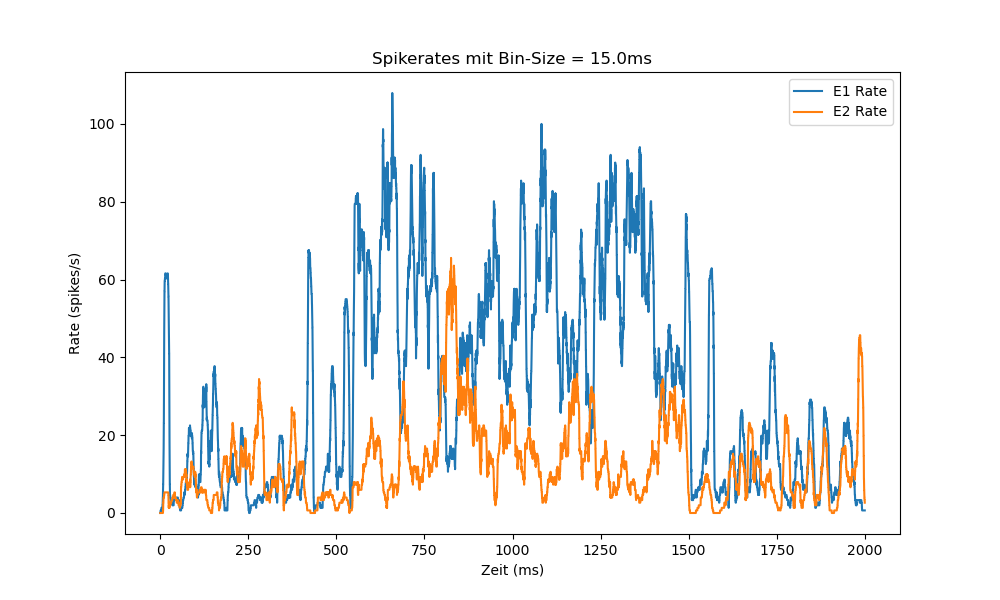 Spikerates mit Bin-Size = 15.0ms
E1 Rate
E2 Rate
Rate (spikes/s)
100
80
60
40
20
0
0 250 500 750 1000 1250 1500 1750 2000
Zeit (ms)